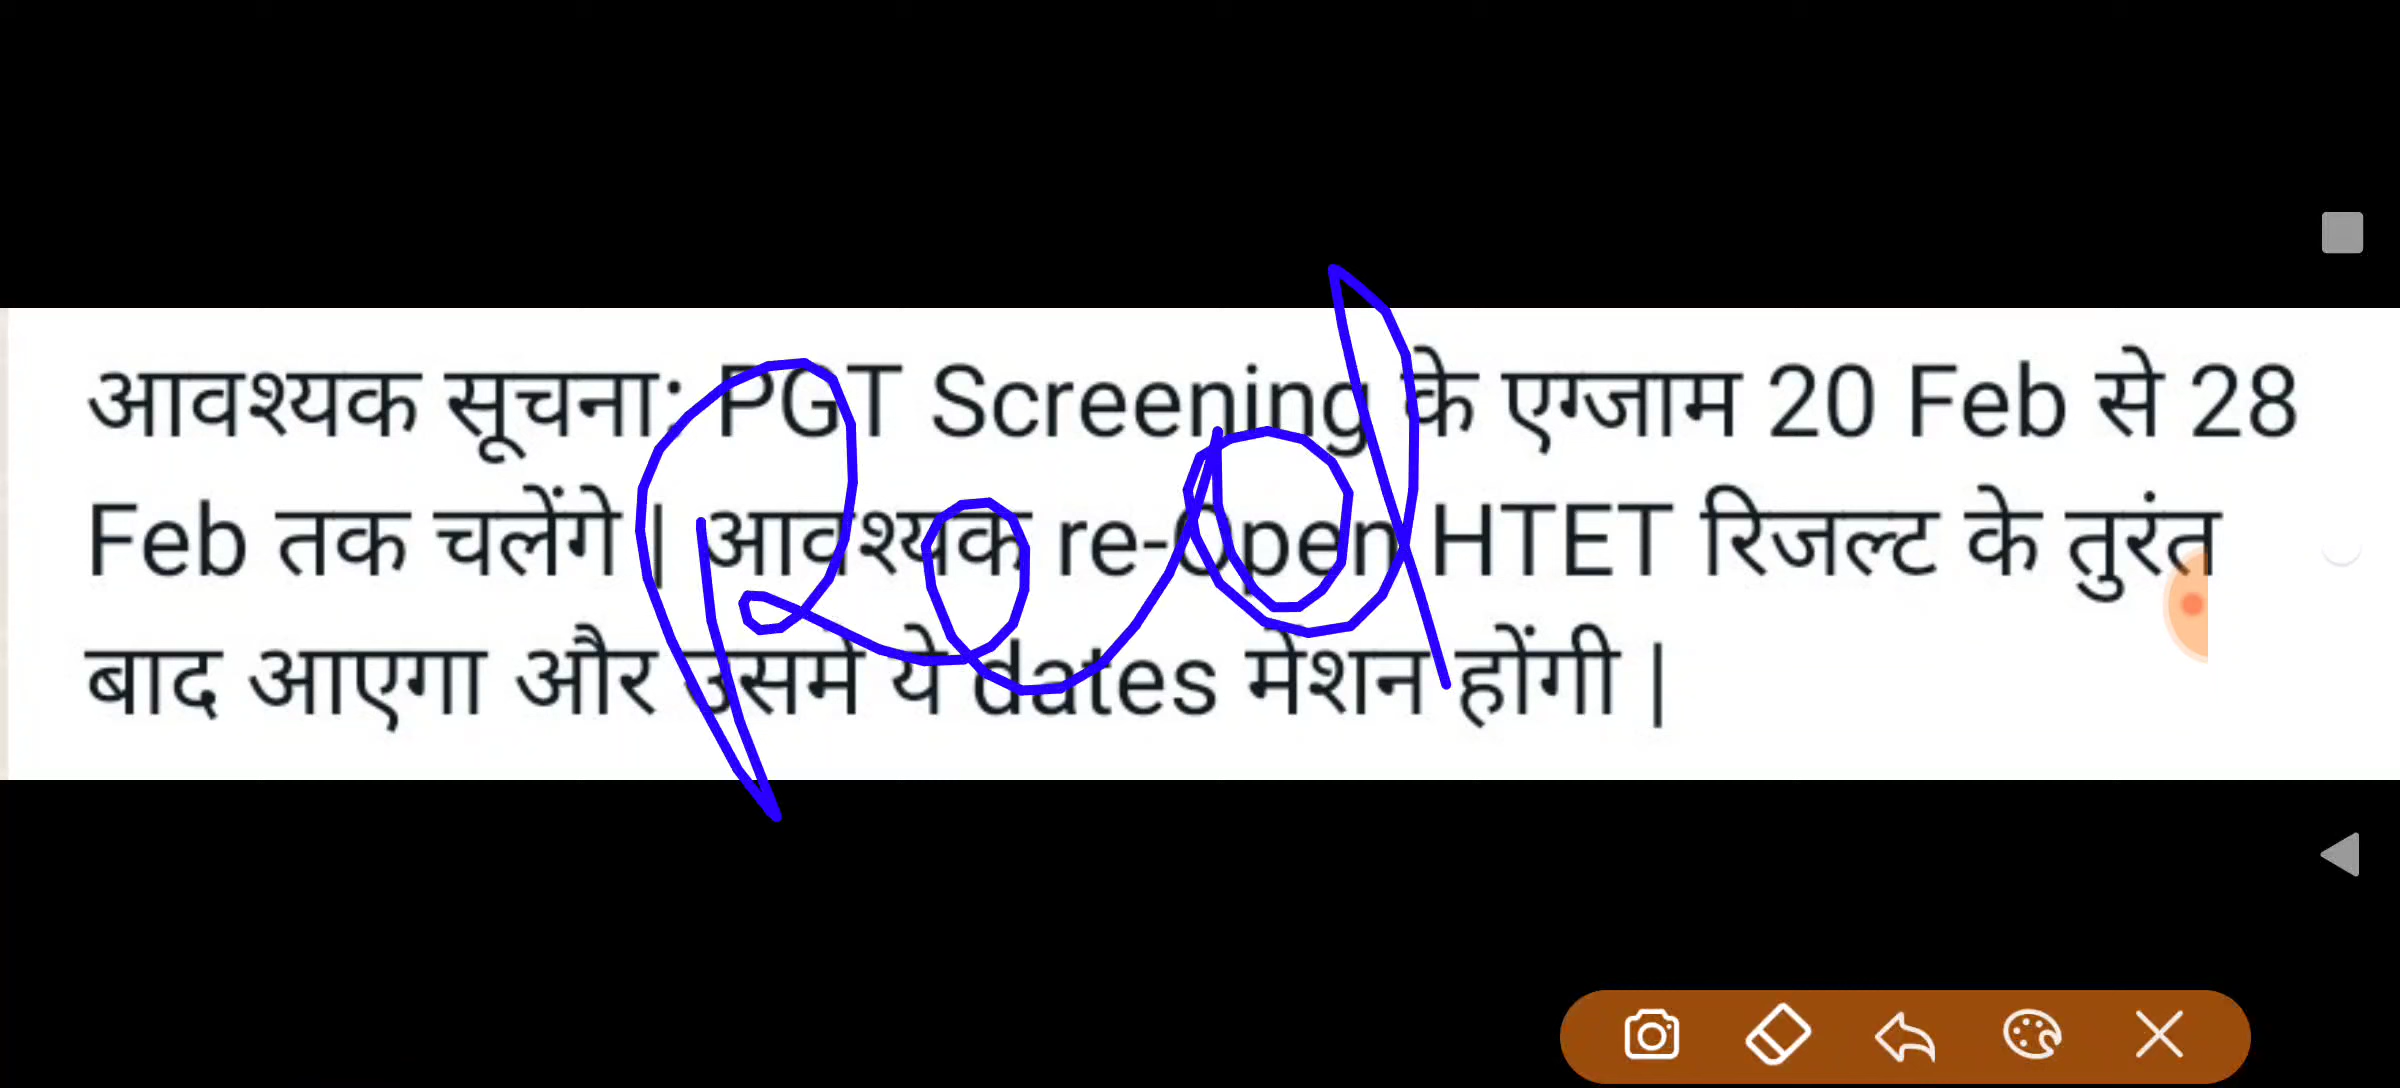 आवश्यक सूचना: PGT Screening के एग्जाम 20 Feb से 28
Feb तक चलेंगे | आवश्यक re-Open HTET रिजल्ट के तुरंत
बाद आएगा और उसमे ये dates मेंशन होंगी |
Read